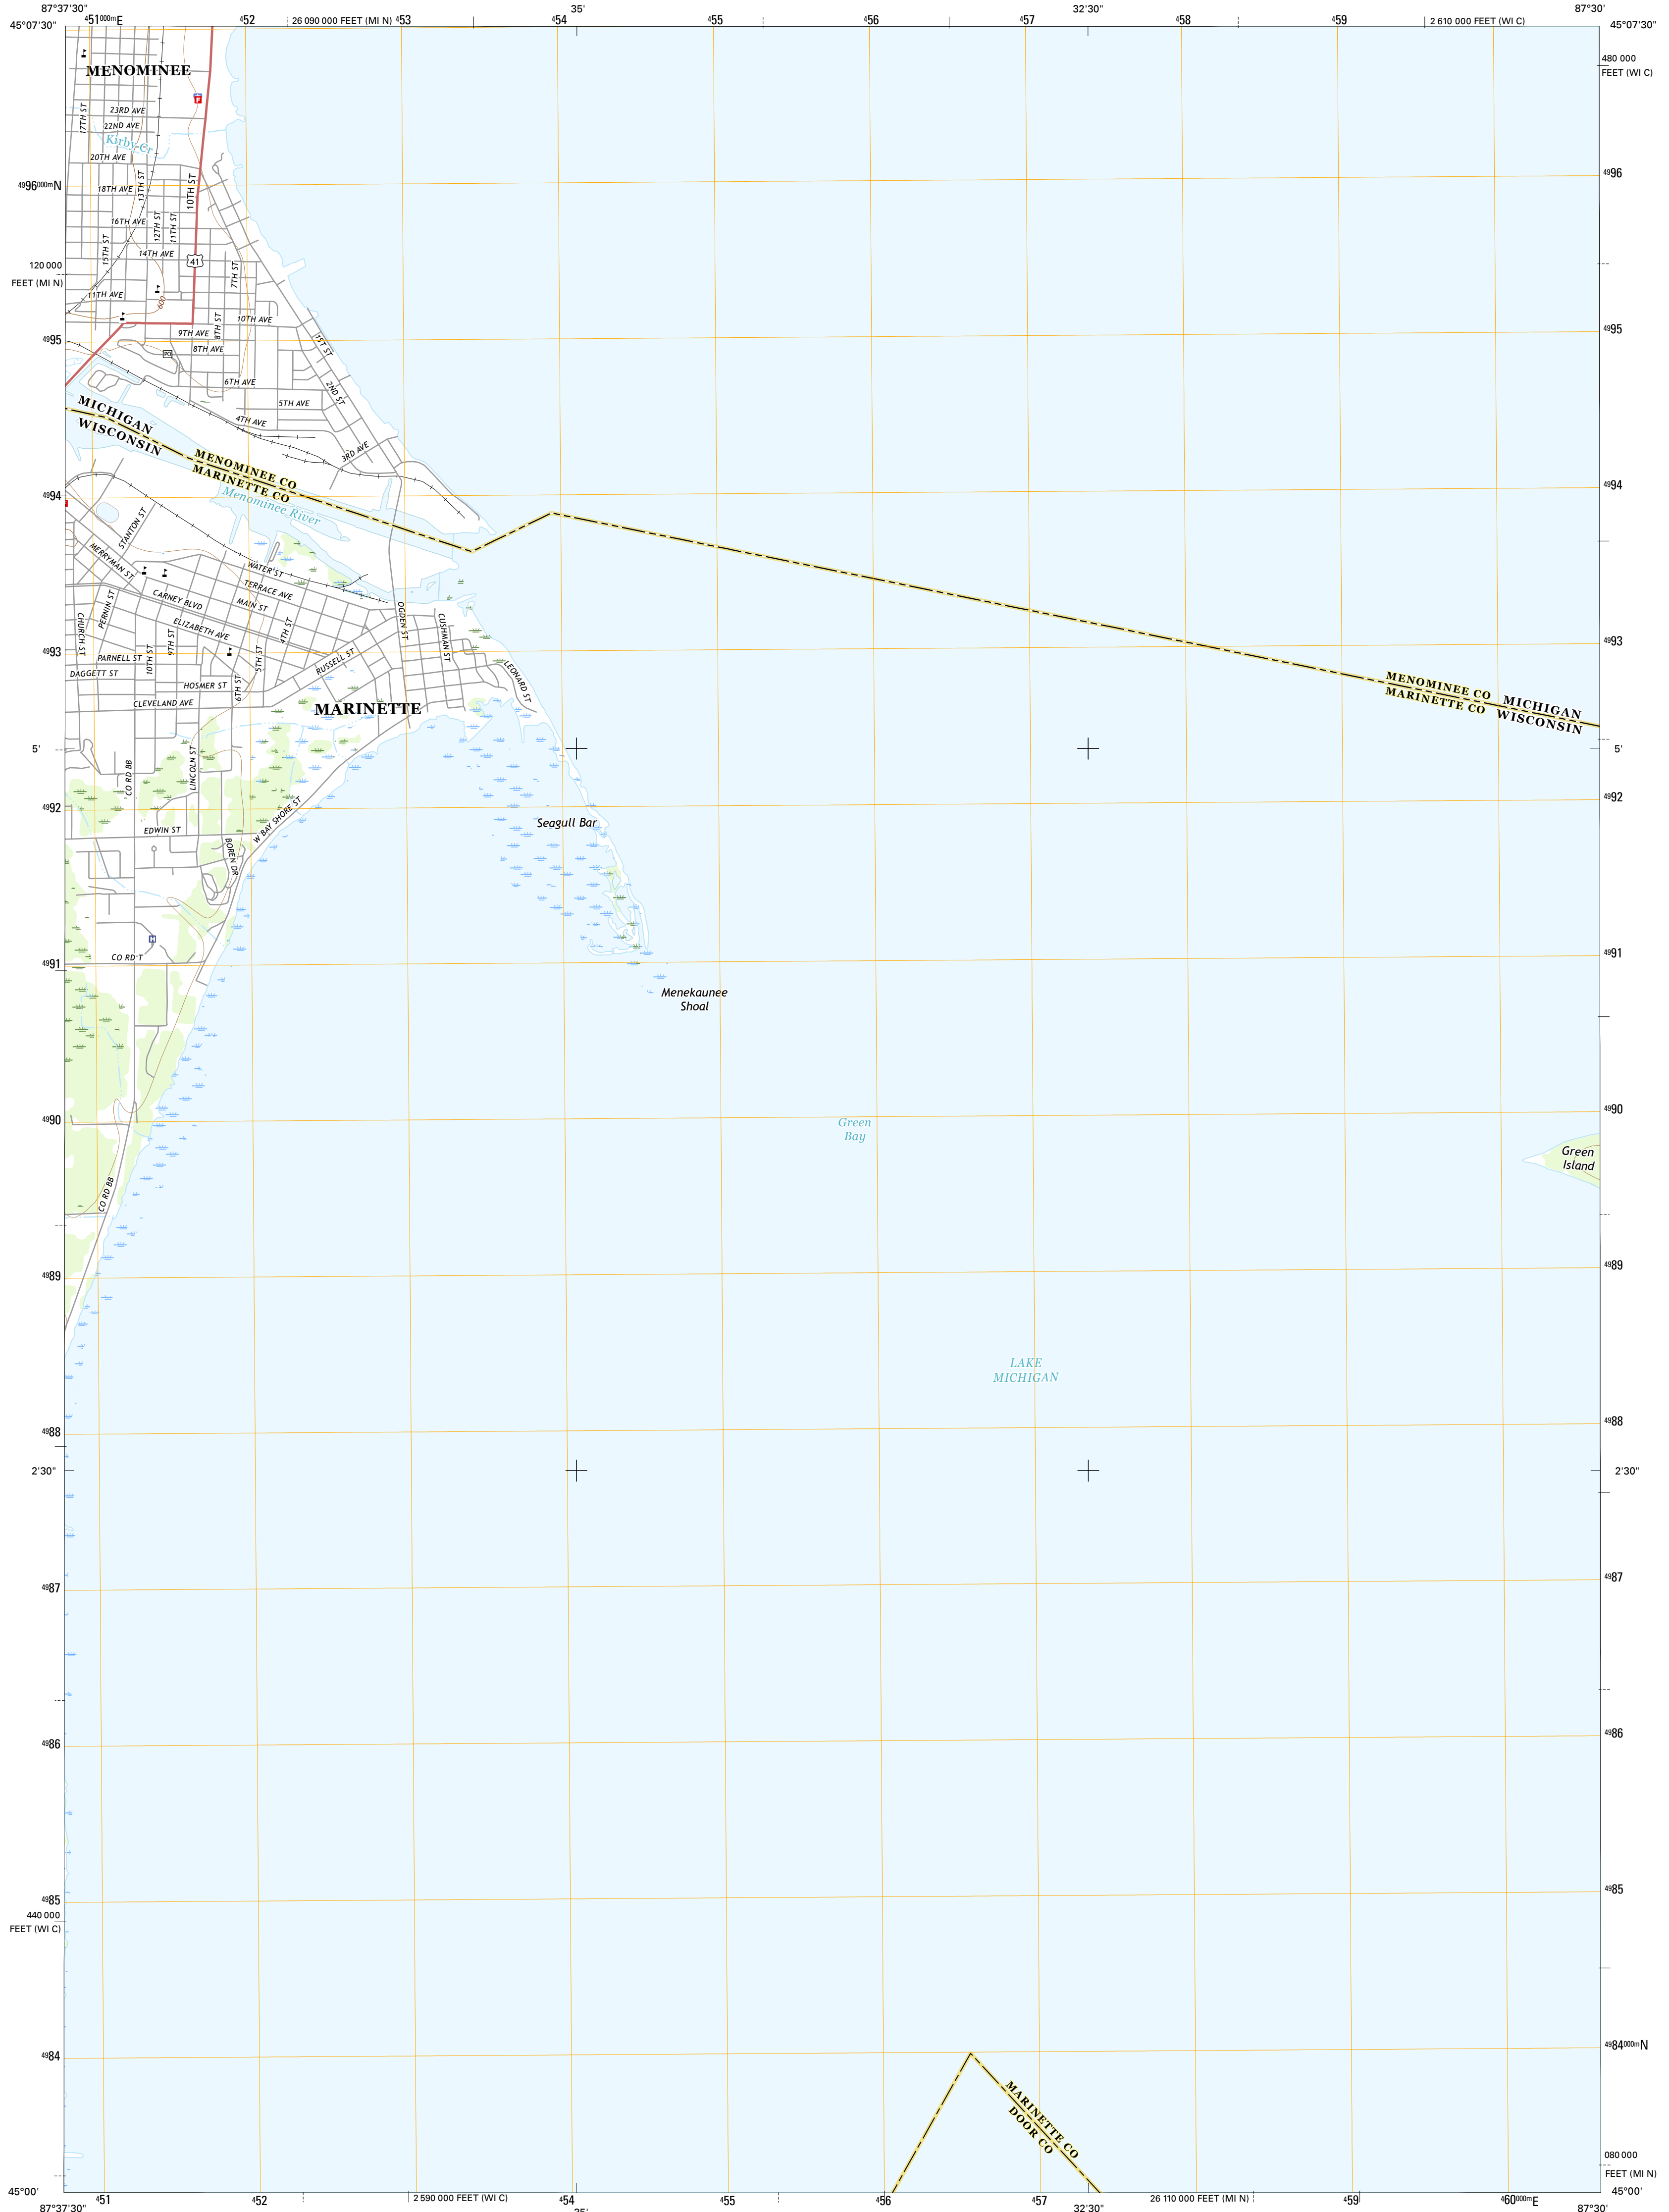 87°37'30"
451000mE
452
26 090 000 FEET (MI N)
453
35'
454
455
456
457
32'30"
458
459
2 610 000 FEET (WI C)
87°30'
45°07'30"
45°07'30"
480 000
FEET (WI C)
MENOMINEE
17TH ST
23RD AVE
22ND AVE
Kirby Cr
20TH AVE
4996000mN
4996
18TH AVE
13TH ST
10TH ST
16TH AVE
12TH ST
11TH ST
15TH ST
14TH AVE
41
7TH ST
120 000
FEET (MI N)
11TH AVE
600
10TH AVE
8TH ST
9TH AVE
1ST ST
4995
4995
PO
8TH AVE
6TH AVE
2ND ST
5TH AVE
4TH AVE
3RD AVE
MICHIGAN
WISCONSIN
MENOMINEE CO
MARINETTE CO
Menominee River
4994
4994
STANTON ST
MERRYMAN ST
WATER ST
TERRACE AVE
CARNEY BLVD
MAIN ST
PERNIN ST
ELIZABETH AVE
4TH ST
CHURCH ST
9TH ST
OGDEN ST
CUSHMAN ST
4993
4993
PARNELL ST
10TH ST
5TH ST
RUSSELL ST
LEONARD ST
DAGGETT ST
HOSMER ST
6TH ST
CLEVELAND AVE
MARINETTE
MENOMINEE CO
MARINETTE CO
MICHIGAN
WISCONSIN
5'
5'
CO RD BB
LINCOLN ST
4992
4992
W BAY SHORE ST
Seagull Bar
EDWIN ST
BOREN DR
H
CO RD T
4991
4991
Menekaunee
Shoal
4990
4990
Green
Bay
Green
Island
CO RD BB
4989
4989
LAKE
MICHIGAN
4988
4988
2'30"
2'30"
4987
4987
4986
4986
4985
4985
440 000
FEET (WI C)
4984
4984000mN
MARINETTE CO
DOOR CO
080 000
FEET (MI N)
45°00'
45°00'
87°37'30"
451
452
2 590 000 FEET (WI C)
454
35'
455
456
457
32'30"
26 110 000 FEET (MI N)
459
460000mE
87°30'